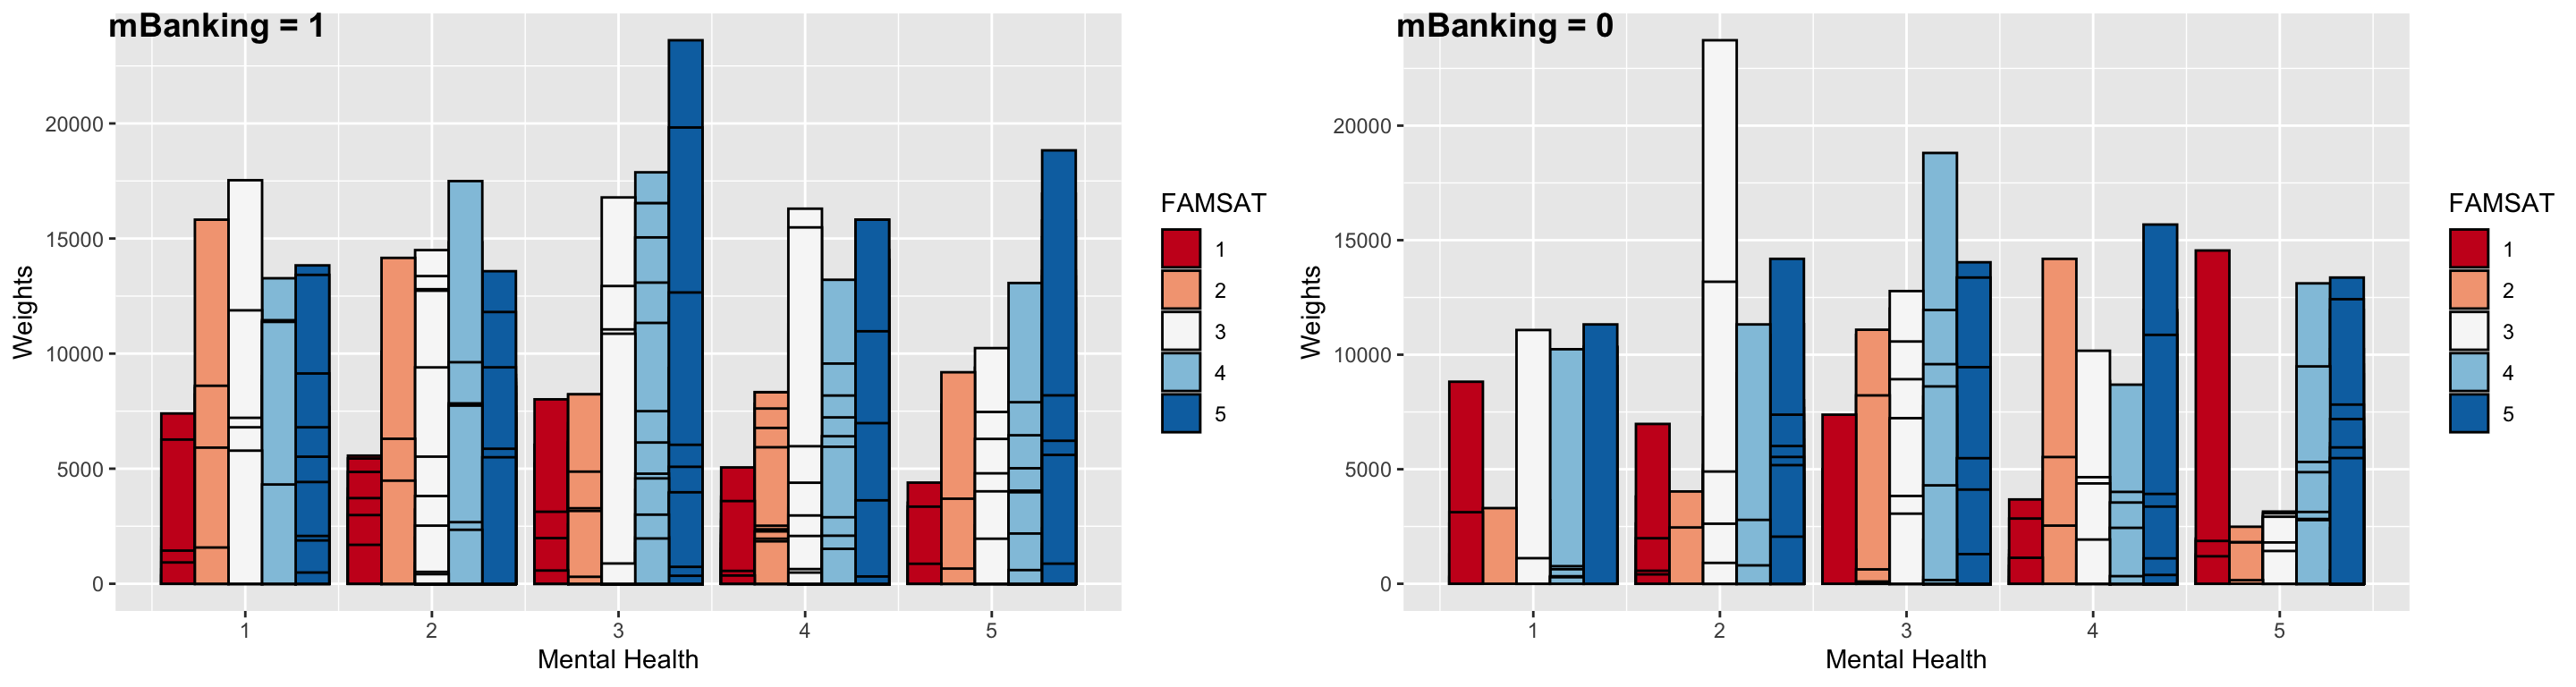 mBanking = 1
Weights
20000
15000
10000
5000
0
1 2 3 4 5
Mental Health
FAMSAT
1
2
3
4
5
mBanking = 0
Weights
20000
15000
10000
5000
0
1 2 3 4 5
Mental Health
FAMSAT
1
2
3
4
5